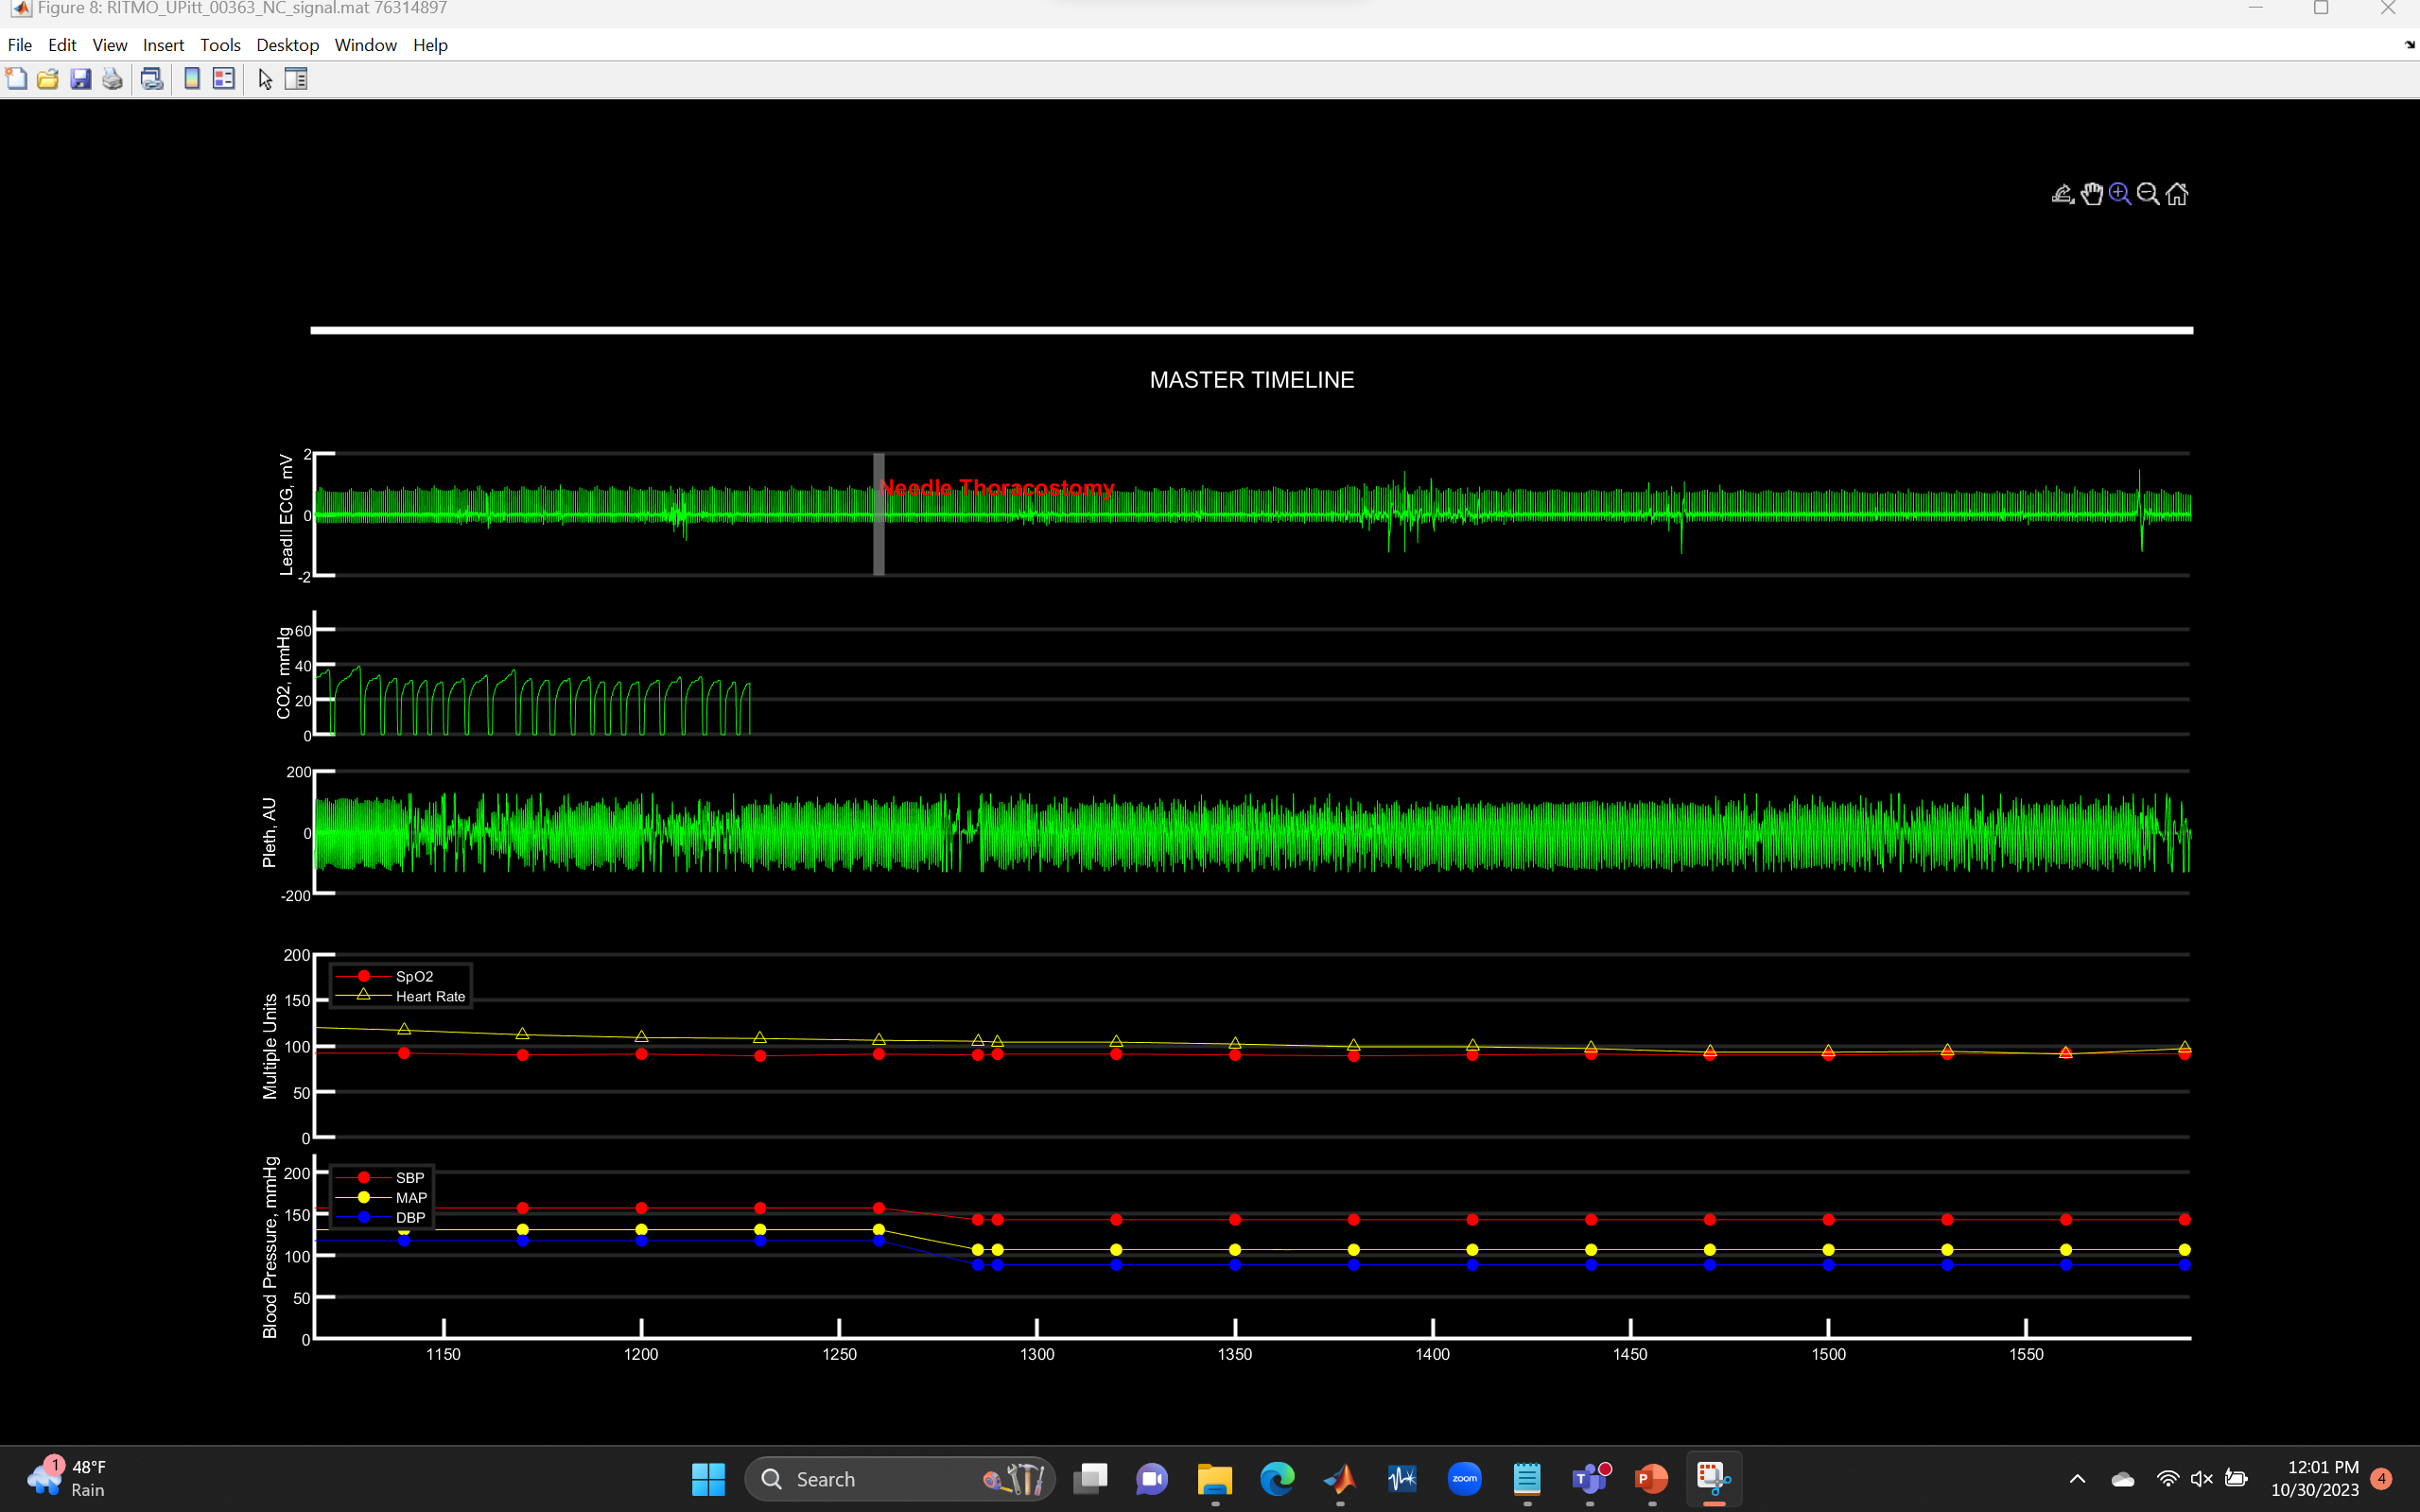 Figure 8: RITMO_UPitt_00363_NC_signal.mat 76314897
File Edit View Insert Tools Desktop Window Help
MASTER TIMELINE
LeadII ECG, mV
2
0
-2
Needle Thoracostomy
CO2, mmHg
60
40
20
0
Pleth, AU
200
0
-200
Multiple Units
200
150
100
50
0
SpO2
Heart Rate
Blood Pressure, mmHg
200
150
100
50
0
SBP
MAP
DBP
1150 1200 1250 1300 1350 1400 1450 1500 1550
1
48°F
Rain
Search
zoom
T
P
12:01 PM
10/30/2023
4